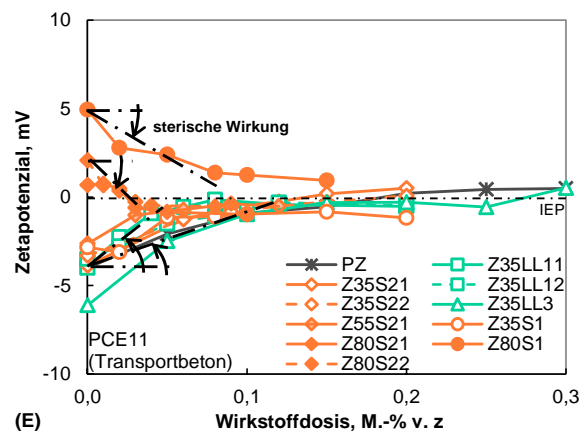 10
5
0
-5
-10
Zetapotenzial, mV
sterische Wirkung
IEP
PZ
Z35LL11
Z35S21
Z35LL12
Z35S22
Z35LL3
Z55S21
Z35S1
Z80S21
Z80S1
Z80S22
PCE11
(Transportbeton)
0,0
0,1
0,2
0,3
(E)
Wirkstoffdosis, M.-% v. z